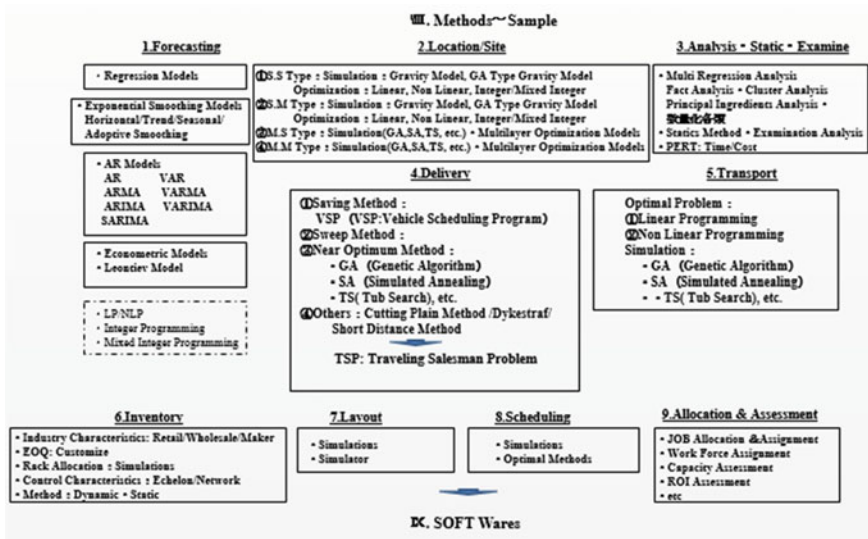 Ⅷ. Methods～Sample
1.Forecasting
・Regression Models
・Exponential Smoothing Models
Horizontal/Trend/Seasonal/
Adoptive Smoothing
・AR Models
AR VAR
ARMA VARMA
ARIMA VARIMA
SARIMA
・Econometric Models
・Leontiev Model
・LP/NLP
・Integer Programming
・Mixed Integer Programming
2.Location/Site
①S.S Type：Simulation：Gravity Model, GA Type Gravity Model
Optimization：Linear, Non Linear, Integer/Mixed Integer
②S.M Type：Simulation：Gravity Model, GA Type Gravity Model
Optimization：Linear, Non Linear, Integer/Mixed Integer
③M.S Type：Simulation(GA,SA,TS, etc.)・Multilayer Optimization Models
④M.M Type：Simulation(GA,SA,TS, etc.)・Multilayer Optimization Models
3.Analysis・Static・Examine
・Multi Regression Analysis
Fact Analysis・Cluster Analysis
Principal Ingredients Analysis・
・Statics Method・Examination Analysis
・PERT: Time/Cost
4.Delivery
①Saving Method：
VSP（VSP:Vehicle Scheduling Program）
②Sweep Method：
③Near Optimum Method：
・GA（Genetic Algorithm）
・SA（Simulated Annealing）
・TS( Tub Search), etc.
④Others：Cutting Plain Method /Dykestraf/
Short Distance Method
TSP: Traveling Salesman Problem
5.Transport
Optimal Problem：
①Linear Programming
②Non Linear Programming
Simulation：
・GA（Genetic Algorithm）
・SA（Simulated Annealing）
・・TS( Tub Search), etc.
6.Inventory
・Industry Characteristics: Retail/Wholesale/Maker
・EOQ: Customize
・Rack Allocation：Simulations
・Control Characteristics：Echelon/Network
・Method：Dynamic・Static
7.Layout
・Simulations
・Simulator
8.Scheduling
・Simulations
・Optimal Methods
9.Allocation & Assessment
・JOB Allocation &Assignment
・Work Force Assignment
・Capacity Assessment
・ROI Assessment
・etc
Ⅸ. SOFT Wares